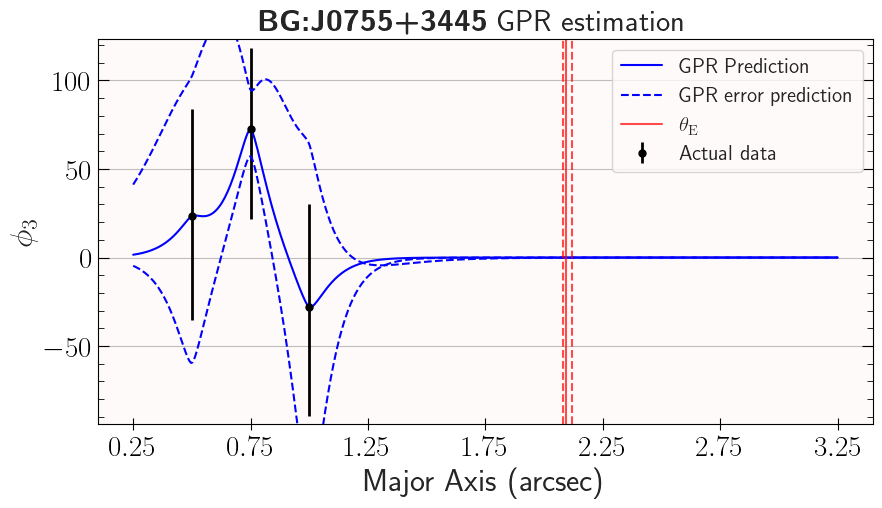 BG:J0755+3445 GPR estimation
GPR Prediction
GPR error prediction
θE
Actual data
100
50
0
−50
ϕ3
0.25 0.75 1.25 1.75 2.25 2.75 3.25
Major Axis (arcsec)